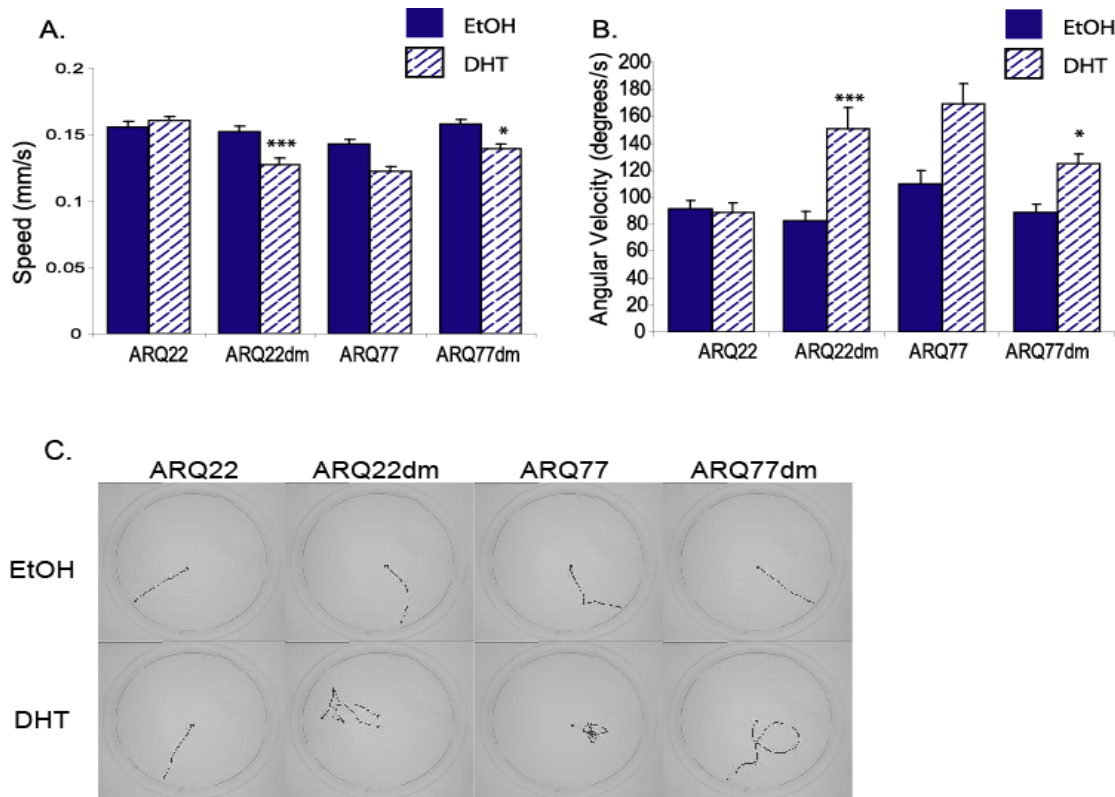 A.
EtOH
DHT
0.2
0.15
0.1
0.05
0
Speed (mm/s)
***
*
ARQ22 ARQ22dm ARQ77 ARQ77dm
B.
EtOH
DHT
200
180
160
140
120
100
80
60
40
20
0
Angular Velocity (degrees/s)
***
*
ARQ22 ARQ22dm ARQ77 ARQ77dm
C.
ARQ22 ARQ22dm ARQ77 ARQ77dm
EtOH
DHT